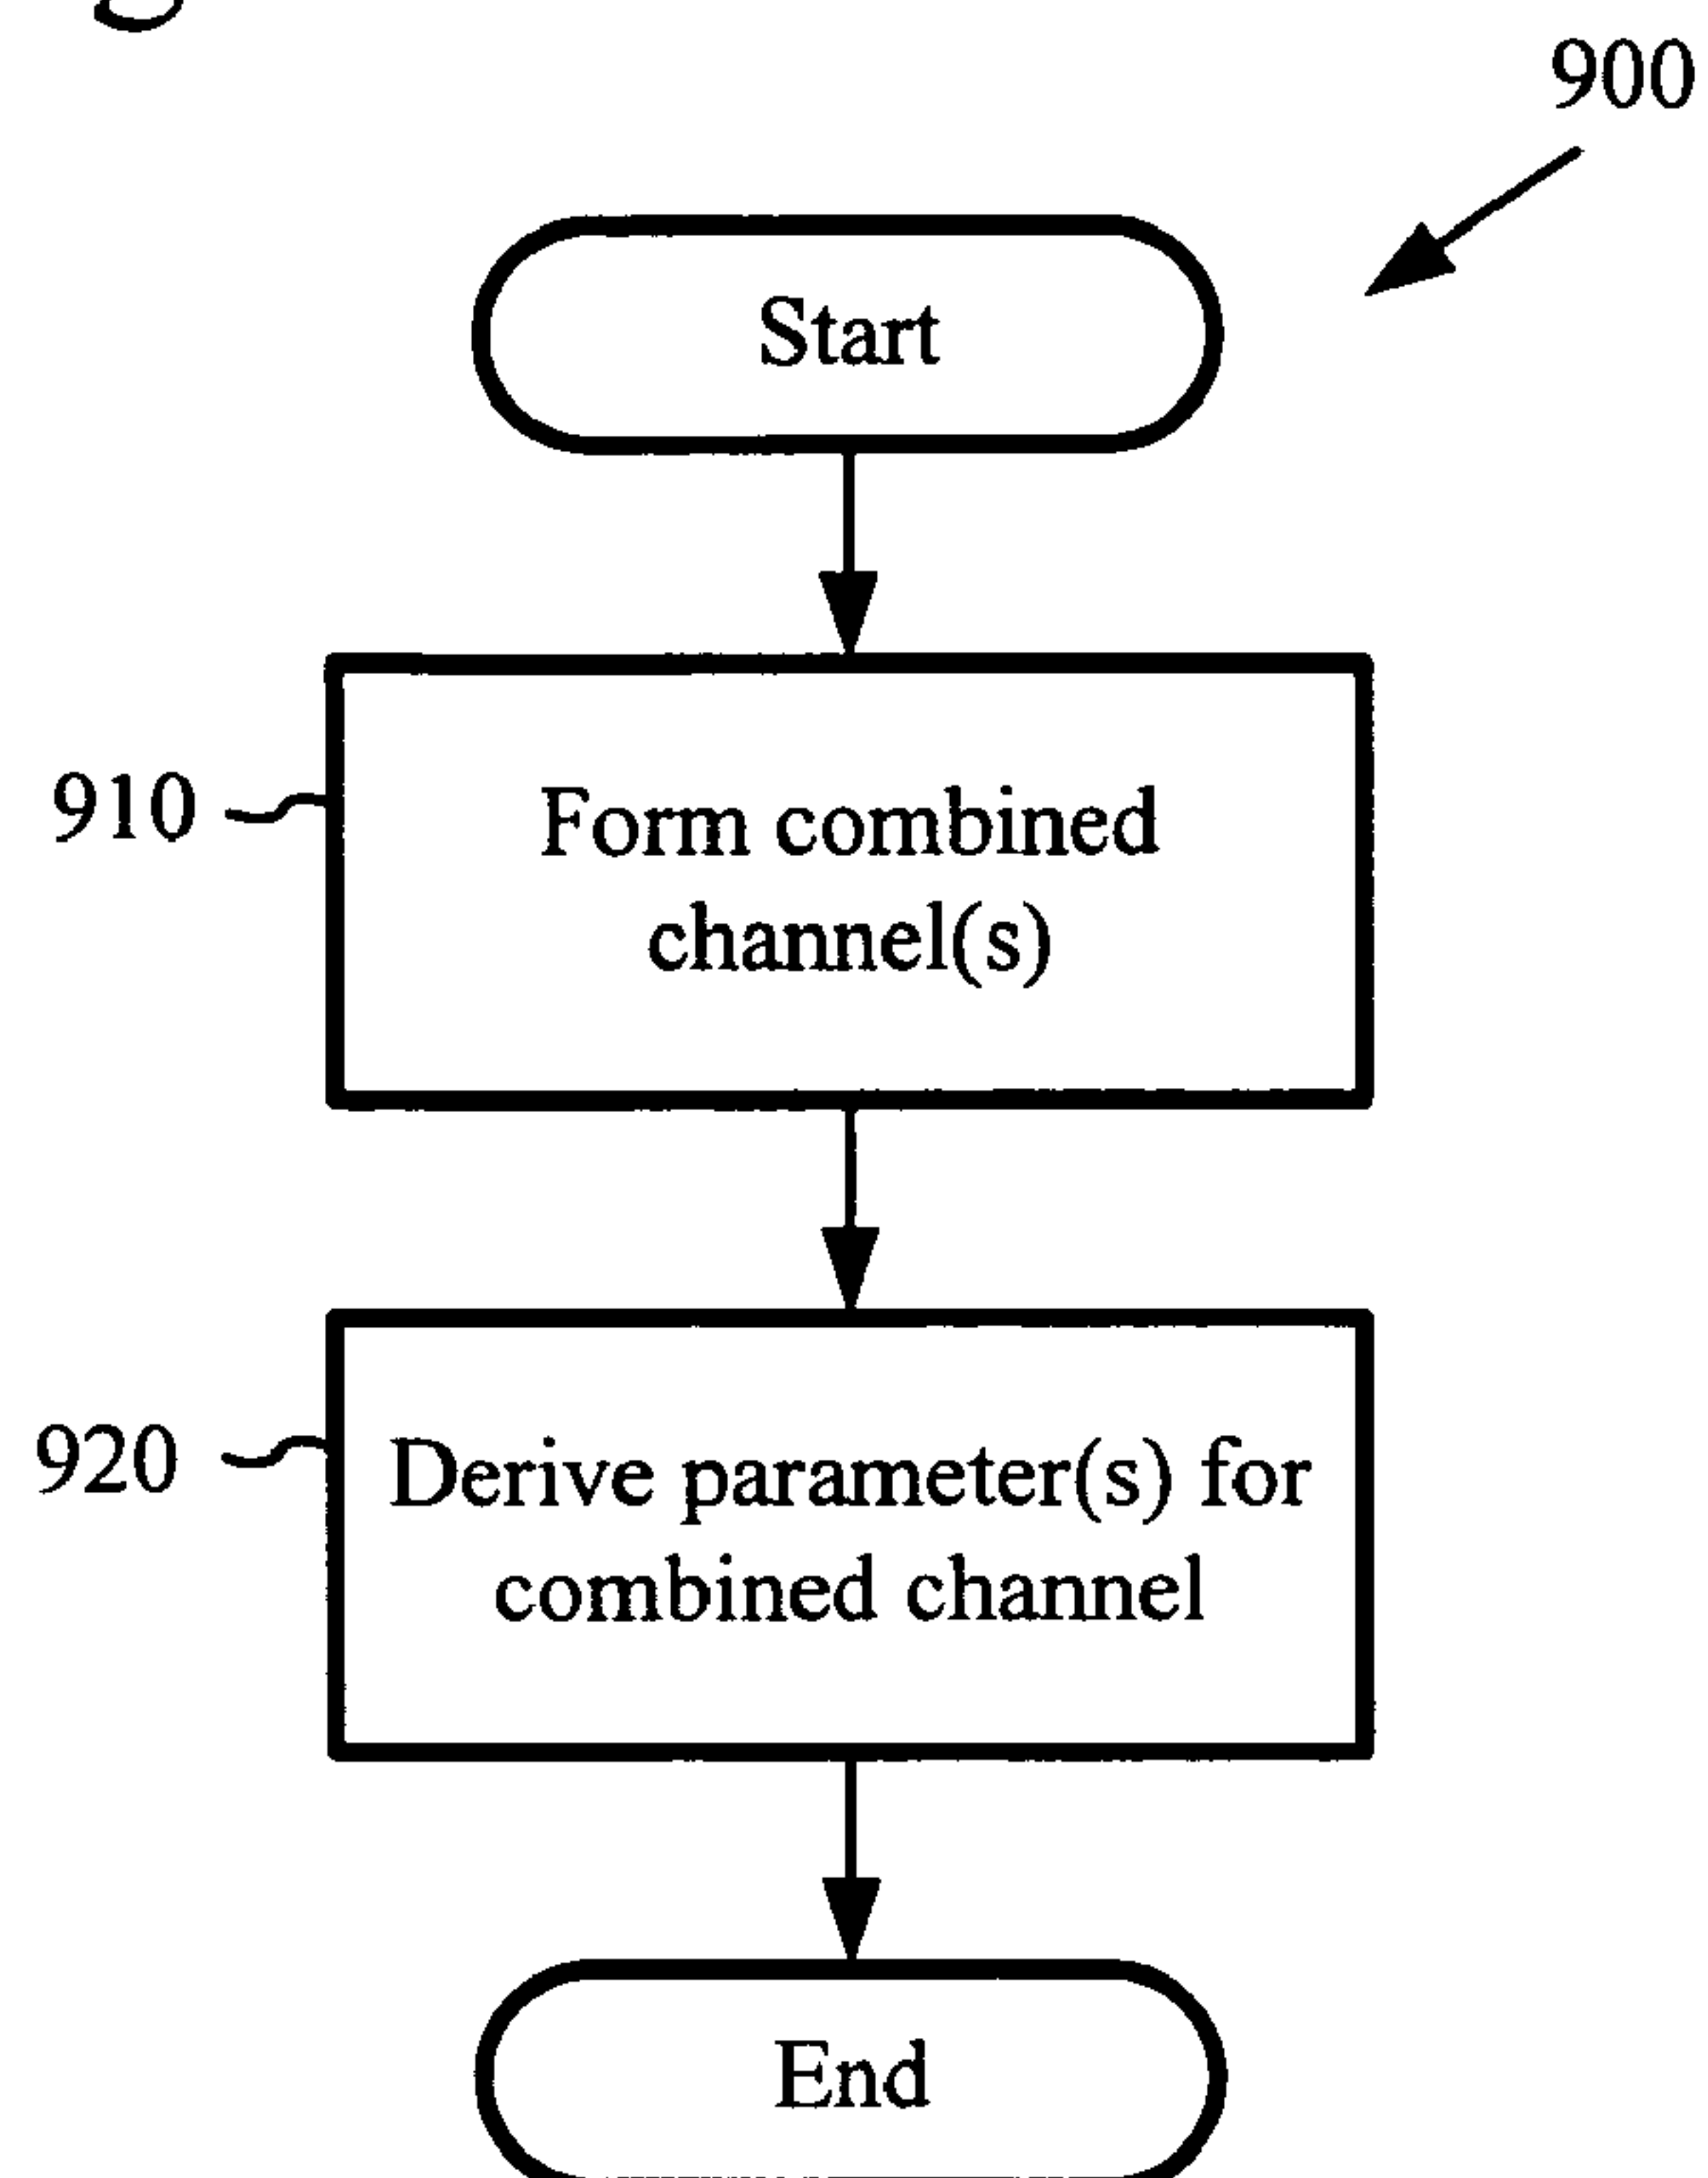 900
Start
910
Form combined
channel(s)
920
Derive parameter(s) for
combined channel
End